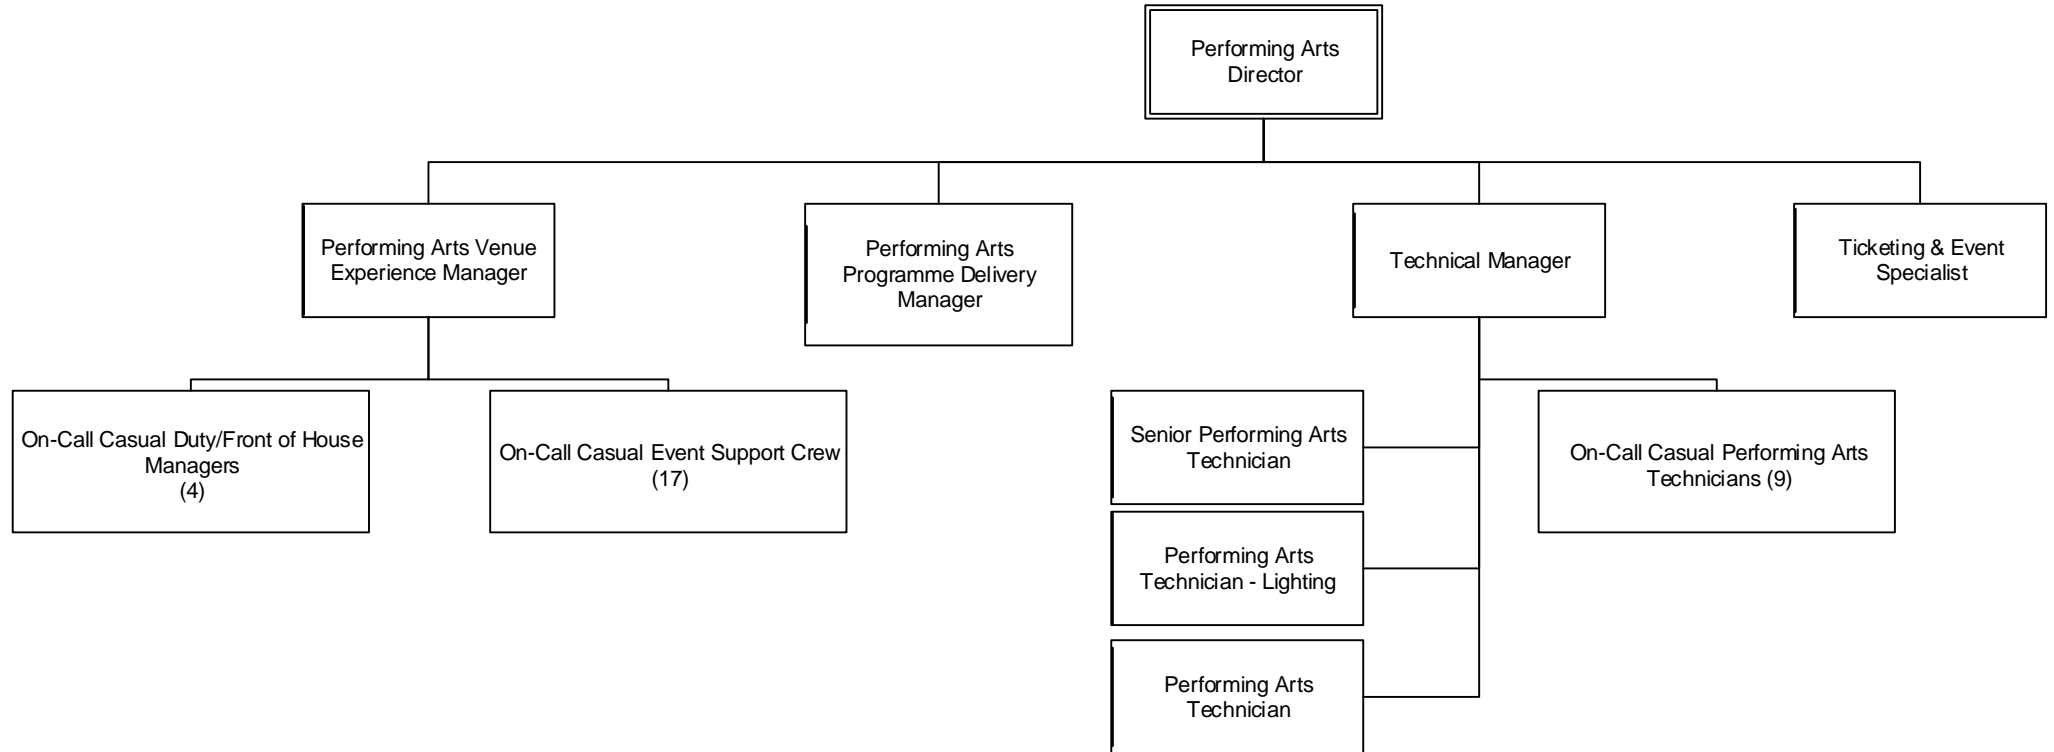 Performing Arts
Director
Performing Arts Venue
Experience Manager
Performing Arts
Programme Delivery
Manager
Technical Manager
Ticketing & Event
Specialist
On-Call Casual Duty/Front of House
Managers
(4)
On-Call Casual Event Support Crew
(17)
Senior Performing Arts
Technician
On-Call Casual Performing Arts
Technicians (9)
Performing Arts
Technician - Lighting
Performing Arts
Technician